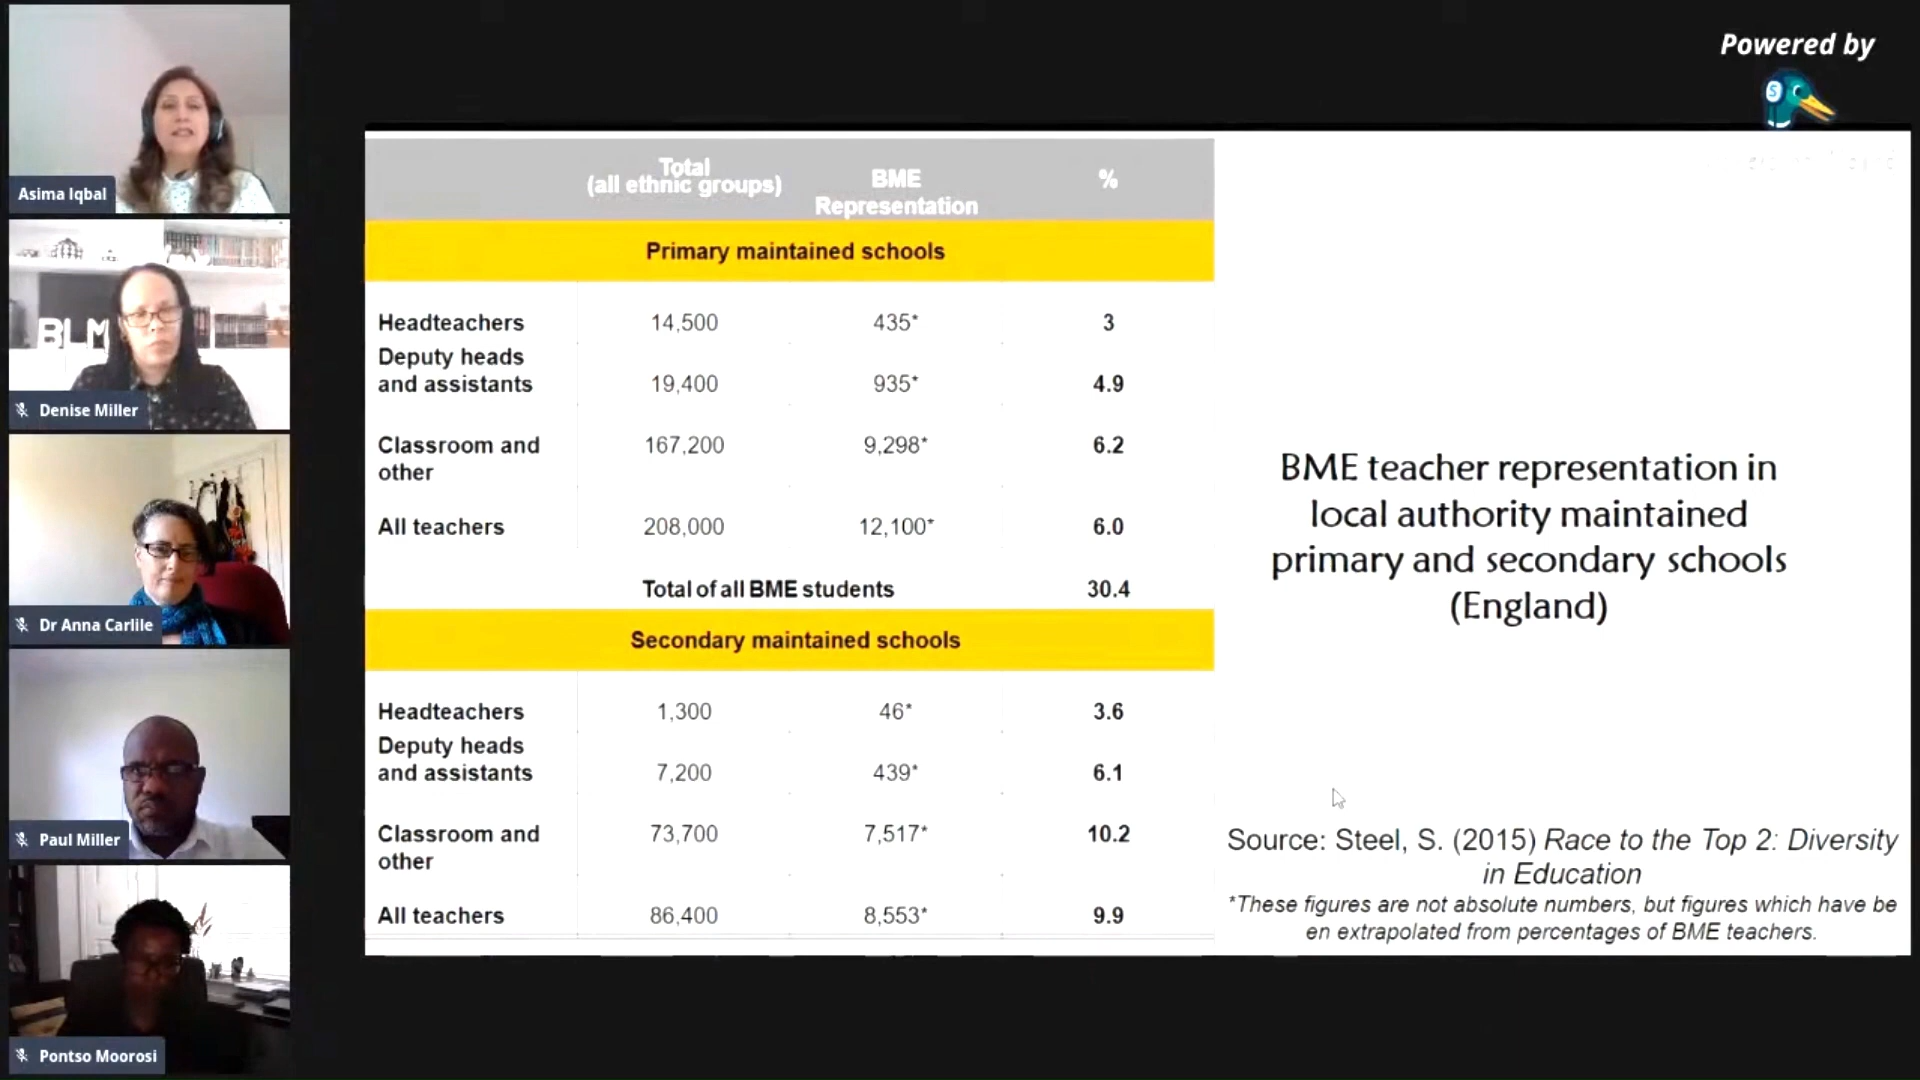 Powered by
S
Asima Iqbal
BLM
Denise Miller
Dr Anna Carlile
Paul Miller
Pontso Moorosi
Total
(all ethnic groups)
BME
Representation
%
Primary maintained schools
Headteachers 14,500 435* 3
Deputy heads
and assistants 19,400 935* 4.9
Classroom and
other 167,200 9,298* 6.2
All teachers 208,000 12,100* 6.0
Total of all BME students 30.4
Secondary maintained schools
Headteachers 1,300 46* 3.6
Deputy heads
and assistants 7,200 439* 6.1
Classroom and
other 73,700 7,517* 10.2
All teachers 86,400 8,553* 9.9
BME teacher representation in
local authority maintained
primary and secondary schools
(England)
Source: Steel, S. (2015) Race to the Top 2: Diversity
in Education
*These figures are not absolute numbers, but figures which have be
en extrapolated from percentages of BME teachers.